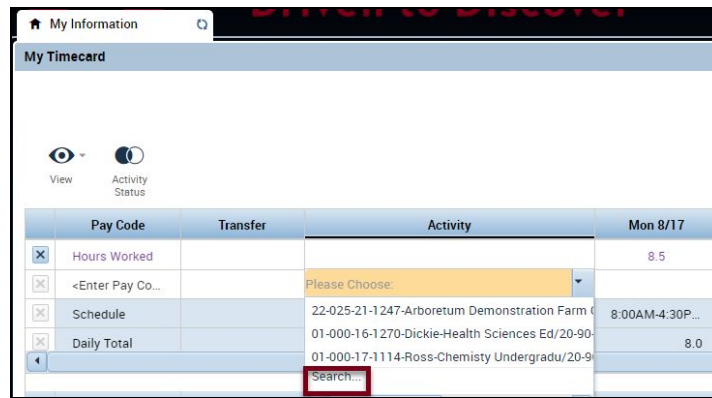 Driven to Discover
My Information
My Timecard
View
Activity
Status
Pay Code Transfer Activity Mon 8/17
Hours Worked 8.5
<Enter Pay Co... Please Choose:
22-025-21-1247-Arboretum Demonstration Farm
Schedule 8:00AM-4:30P...
01-000-16-1270-Dickie-Health Sciences Ed/20-90-
Daily Total 8.0
01-000-17-1114-Ross-Chemisty Undergradu/20-9
Search...